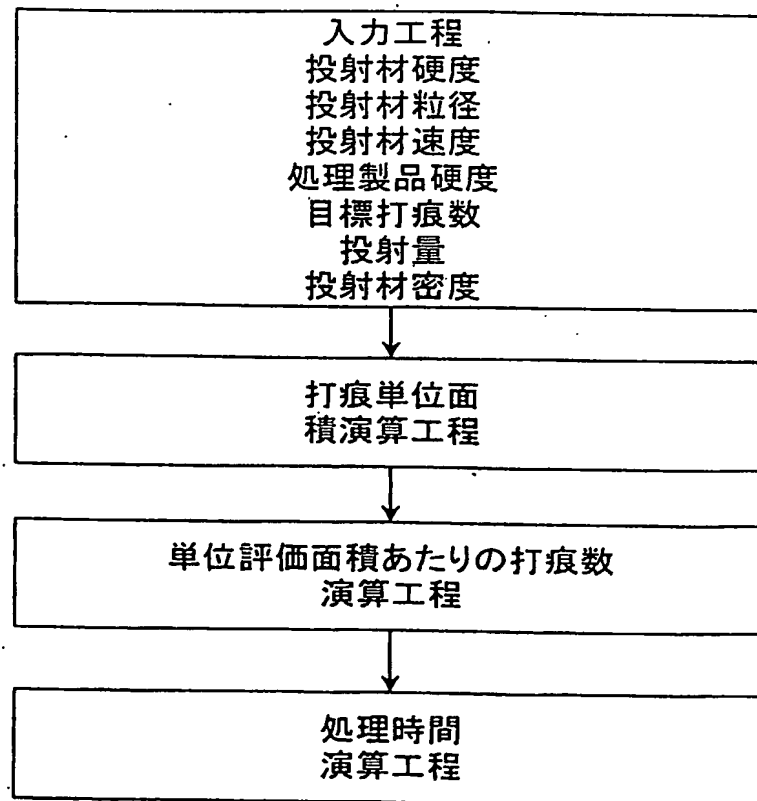 入力工程
投射材硬度
投射材粒径
投射材速度
処理製品硬度
目標打痕数
投射量
投射材密度
打痕単位面
積演算工程
単位評価面積あたりの打痕数
演算工程
処理時間
演算工程